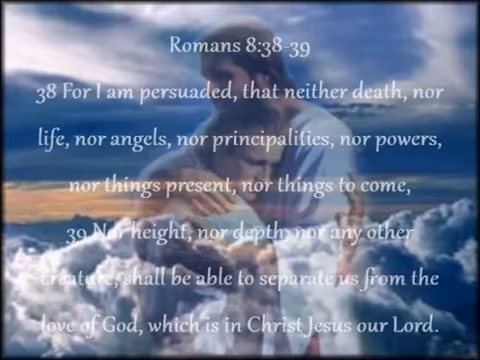 Romans 8:38-39
38 For I am persuaded, that neither death, nor
life, nor angels, nor principalities, nor powers,
nor things present, nor things to come,
39 Nor height, nor depth, nor any other
creature, shall be able to separate us from the
love of God, which is in Christ Jesus our Lord.